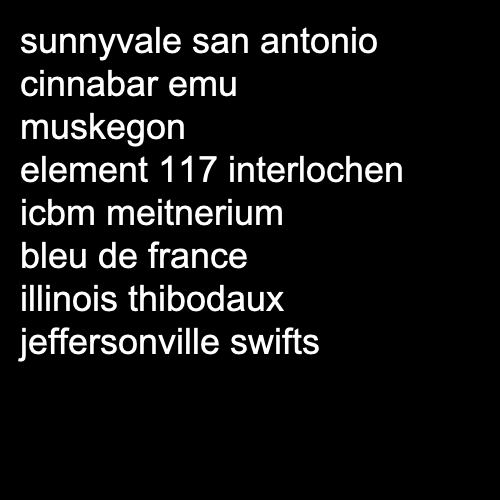 sunnyvale san antonio
cinnabar emu
muskegon
element 117 interlochen
icbm meitnerium
bleu de france
illinois thibodaux
jeffersonville swifts